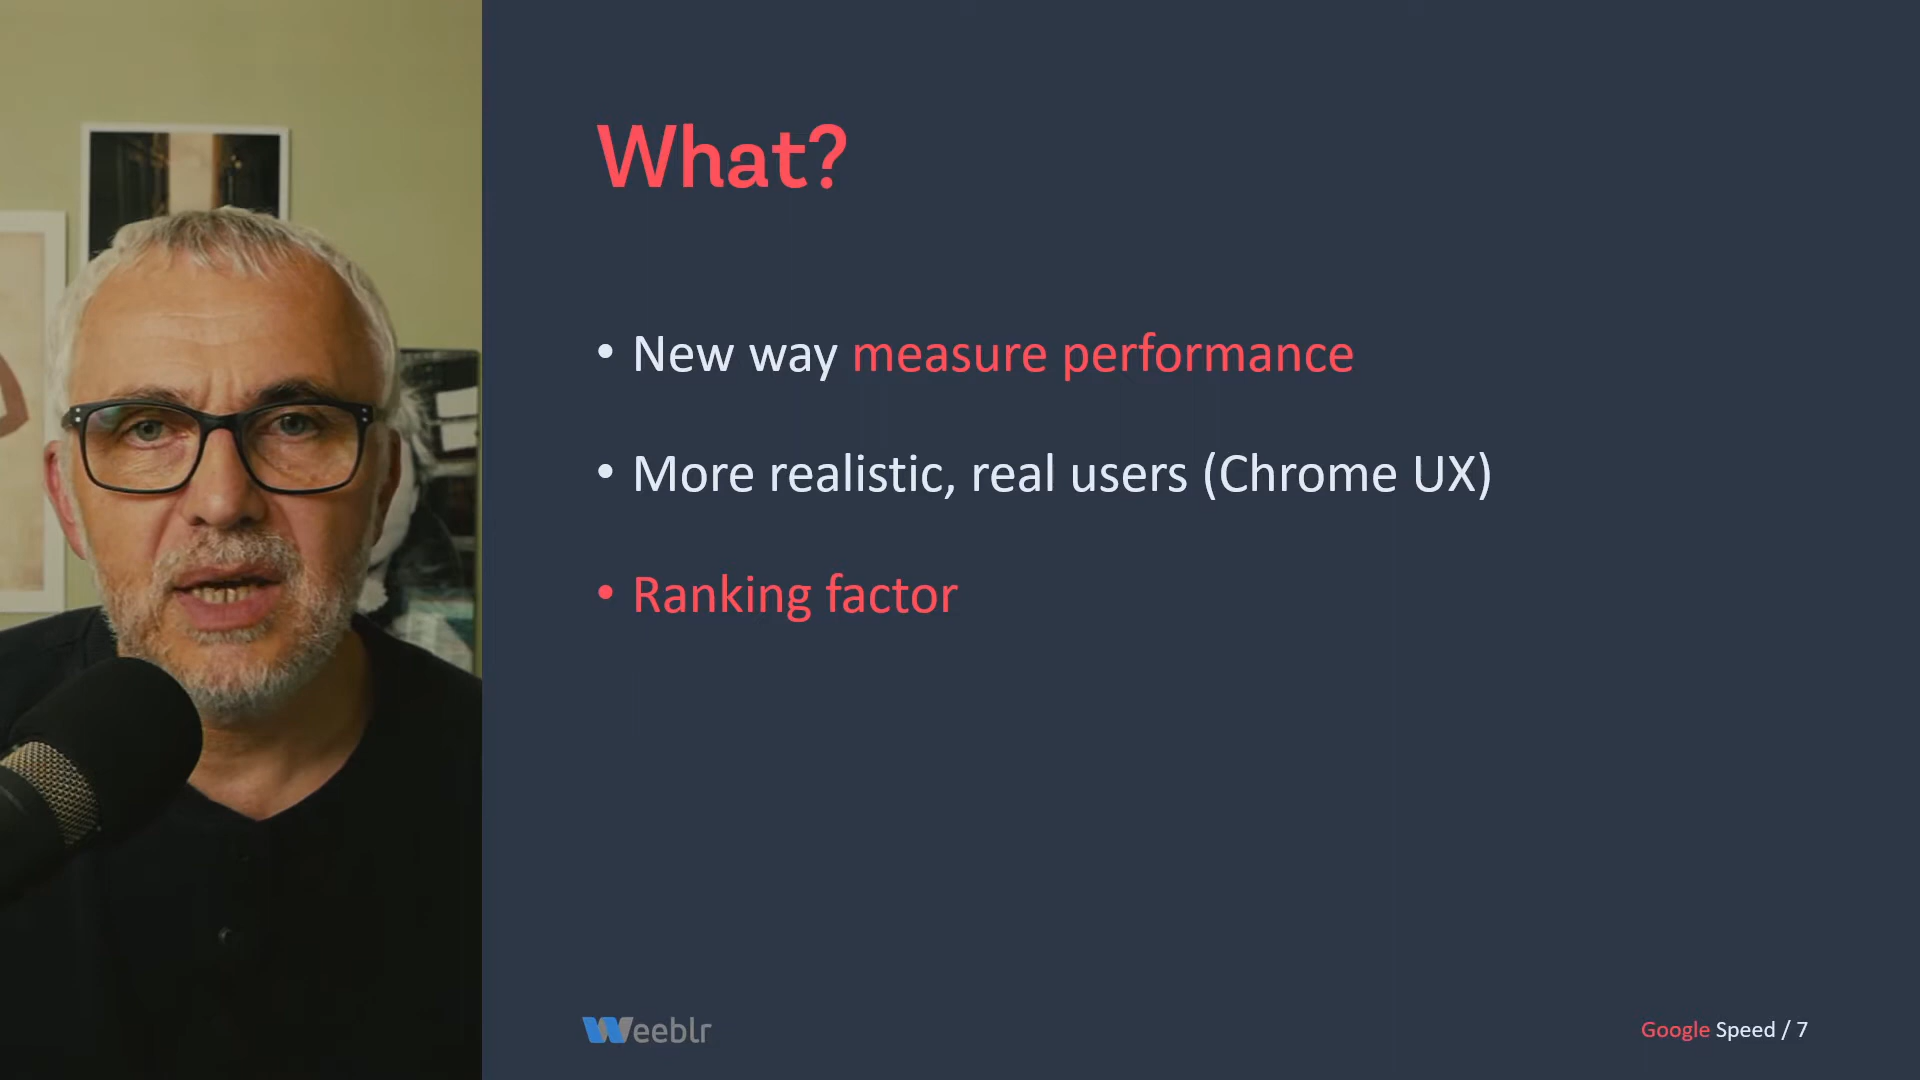 What?
• New way measure performance
• More realistic, real users (Chrome UX)
• Ranking factor
Weeblr
Google Speed / 7